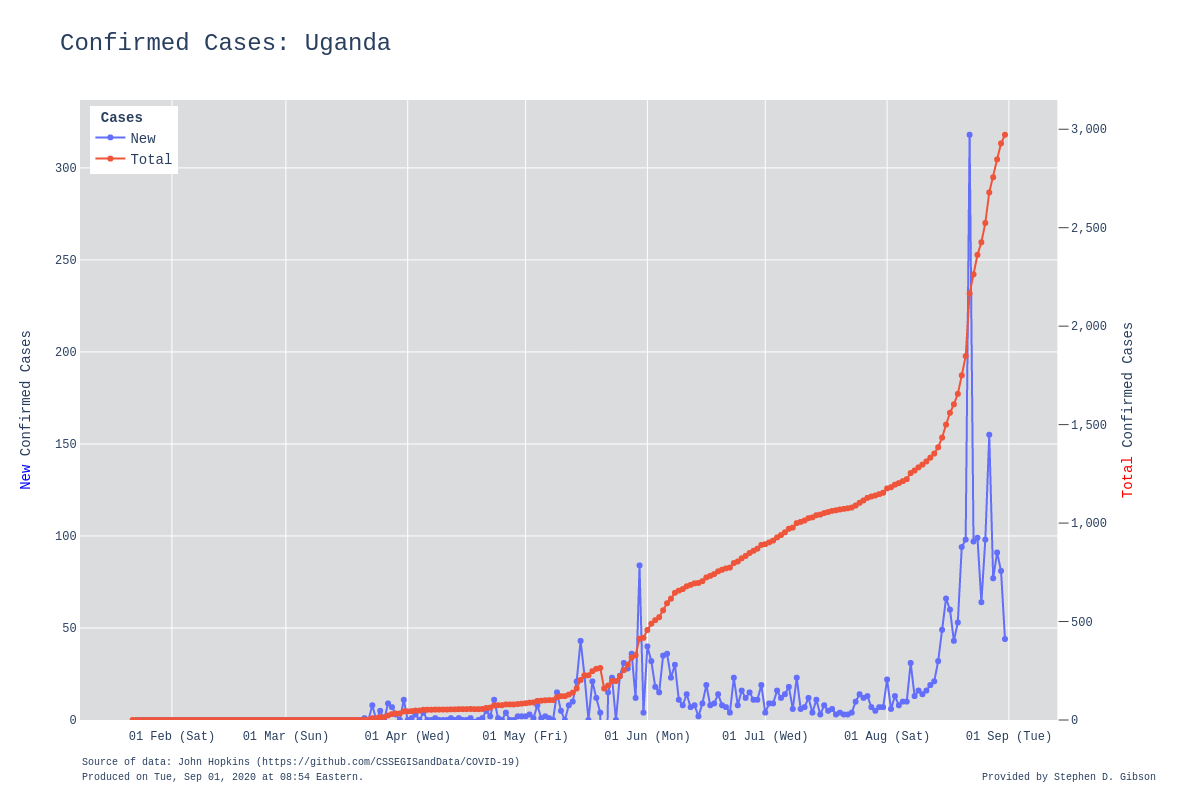 Confirmed Cases: Uganda
Cases
New
Total
300
250
200
150
100
50
0
3,000
2,500
2,000
1,500
1,000
500
0
New Confirmed Cases
Total Confirmed Cases
01 Feb (Sat) 01 Mar (Sun) 01 Apr (Wed) 01 May (Fri) 01 Jun (Mon) 01 Jul (Wed) 01 Aug (Sat) 01 Sep (Tue)
Source of data: John Hopkins (https://github.com/CSSEGISandData/COVID-19)
Produced on Tue, Sep 01, 2020 at 08:54 Eastern.
Provided by Stephen D. Gibson